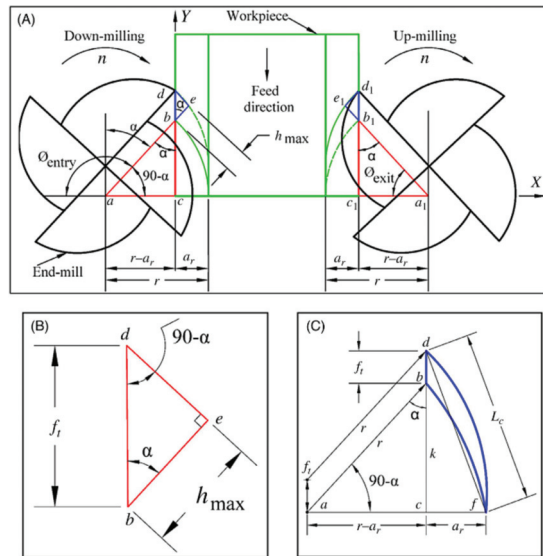 (A)
Y
Workpiece
Down-milling
n
Up-milling
n
d
e
α
b
Feed
direction
h max
e1
d1
b1
α
α
α
Øentry
90-α
Øexit
a
c
c1
a1
X
r–ar
ar
ar
r–ar
End-mill
r
r
(B)
d
90-α
ft
e
α
hmax
b
(C)
d
ft
b
Lc
r
r
α
ft
k
90-α
a
c
f
r–ar
ar